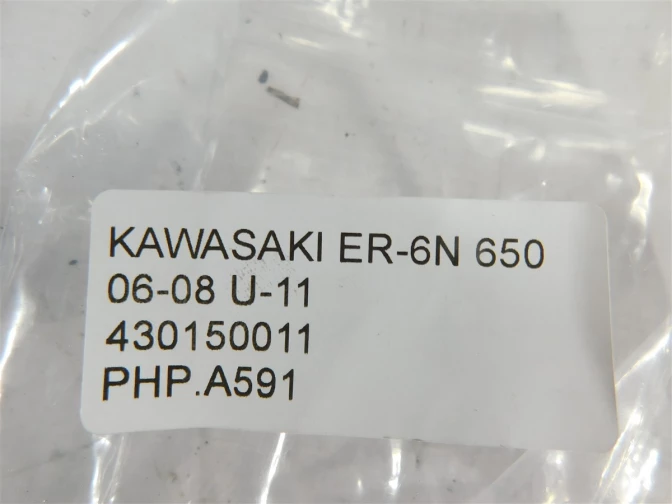 KAWASAKI ER-6N 650
06-08 U-11
430150011
PHP.A591